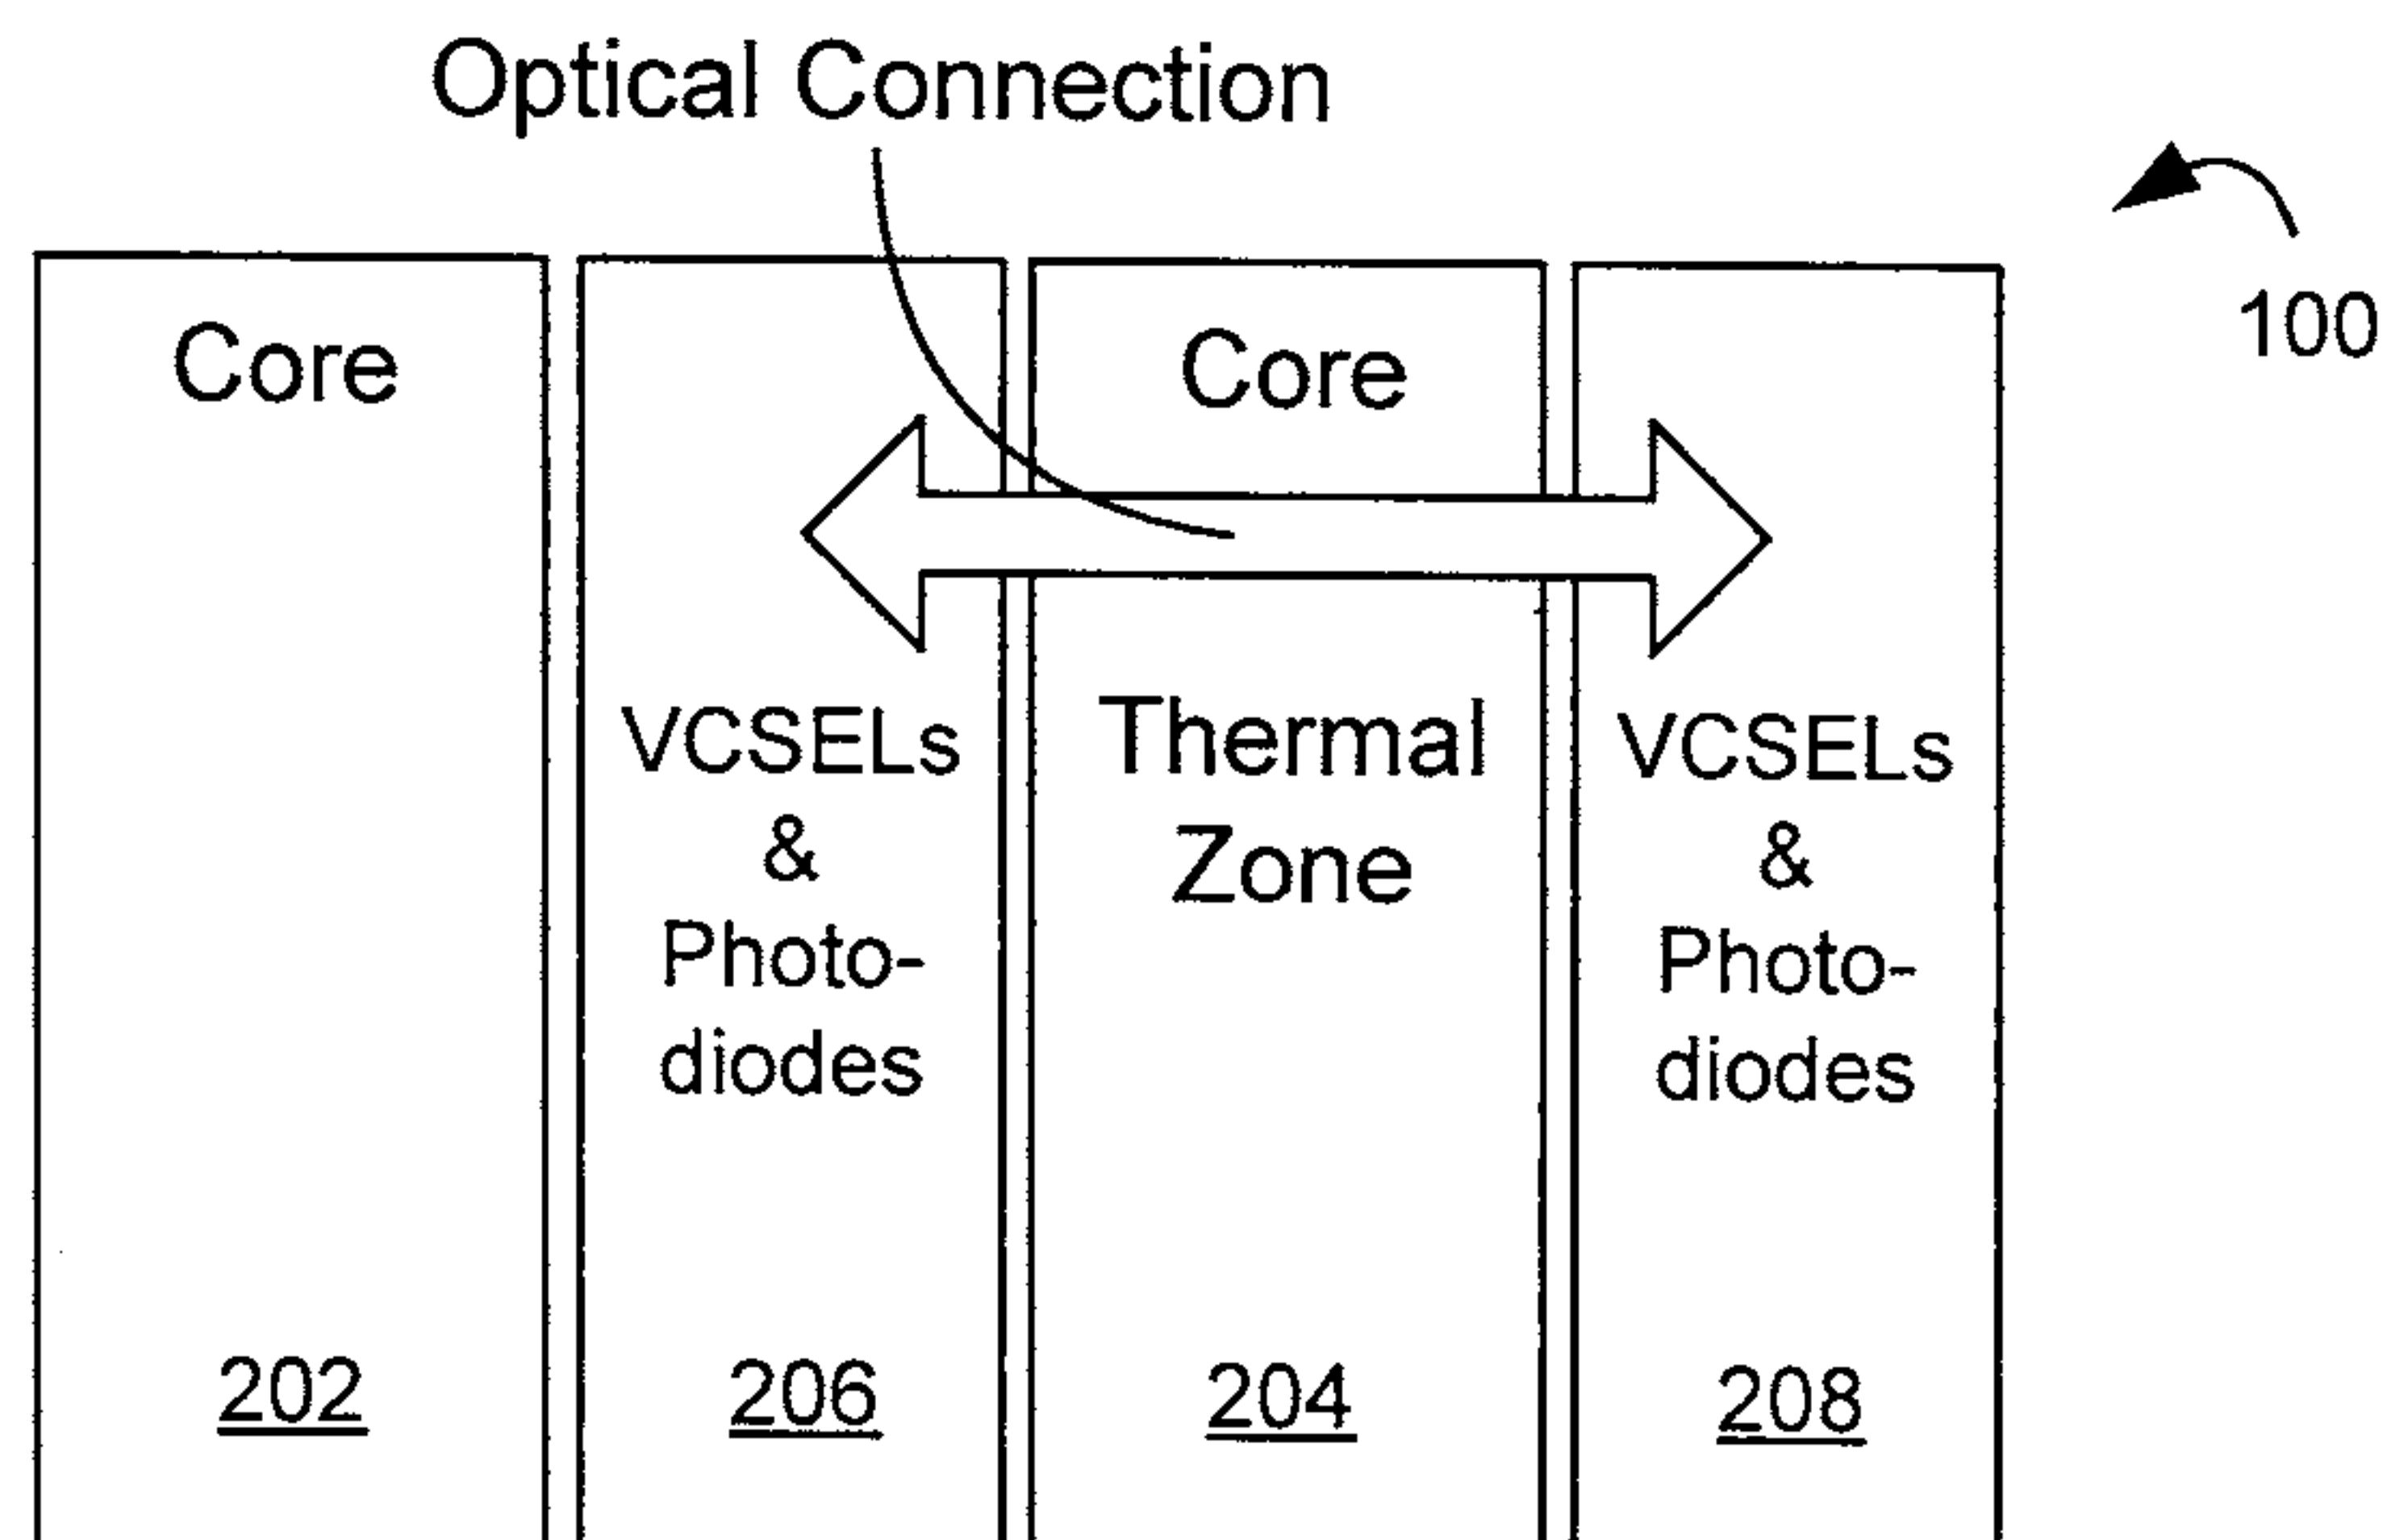 Optical Connection
100
Core
Core
VCSELs
&
Photo-
diodes
Thermal
Zone
VCSELs
&
Photo-
diodes
202
206
204
208